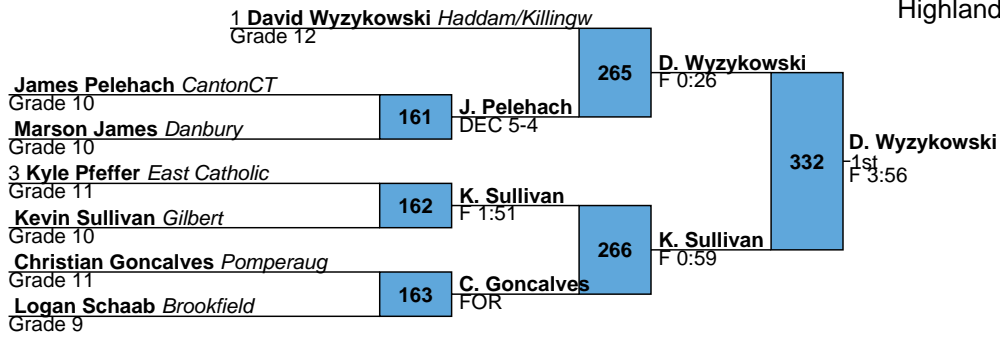 Highland
1 David Wyzykowski Haddam/Killingw
Grade 12
265
D. Wyzykowski
F 0:26
James Pelehach CantonCT
Grade 10
161
J. Pelehach
DEC 5-4
Marson James Danbury
Grade 10
332
D. Wyzykowski
1st
F 3:56
3 Kyle Pfeffer East Catholic
Grade 11
162
K. Sullivan
F 1:51
Kevin Sullivan Gilbert
Grade 10
266
K. Sullivan
F 0:59
Christian Goncalves Pomperaug
Grade 11
163
C. Goncalves
FOR
Logan Schaab Brookfield
Grade 9